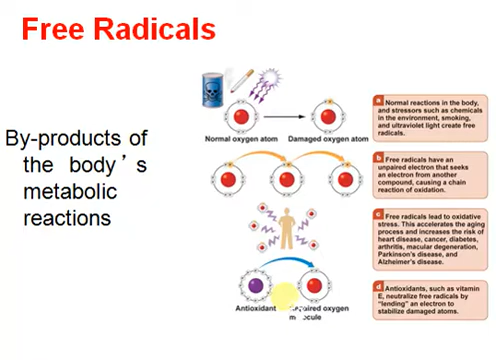 Free Radicals
By-products of
the body's
metabolic
reactions
Normal oxygen atom
Damaged oxygen atom
Antioxidant
Repaired oxygen
molecule
a
Normal reactions in the body,
and stressors such as chemicals
in the environment, smoking,
and ultraviolet light create free
radicals.
b
Free radicals have an
unpaired electron that seeks
an electron from another
compound, causing a chain
reaction of oxidation.
c
Free radicals lead to oxidative
stress. This accelerates the aging
process and increases the risk of
heart disease, cancer, diabetes,
arthritis, macular degeneration,
Parkinson's disease, and
Alzheimer's disease.
d
Antioxidants, such as vitamin
E, neutralize free radicals by
"lending" an electron to
stabilize damaged atoms.